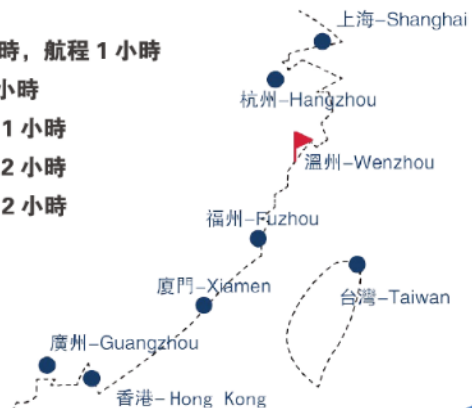 上海–Shanghai
時，航程 1 小時
小時
杭州–Hangzhou
1 小時
2 小時
溫州–Wenzhou
2 小時
福州–Fuzhou
廈門–Xiamen
台灣–Taiwan
廣州–Guangzhou
香港–Hong Kong